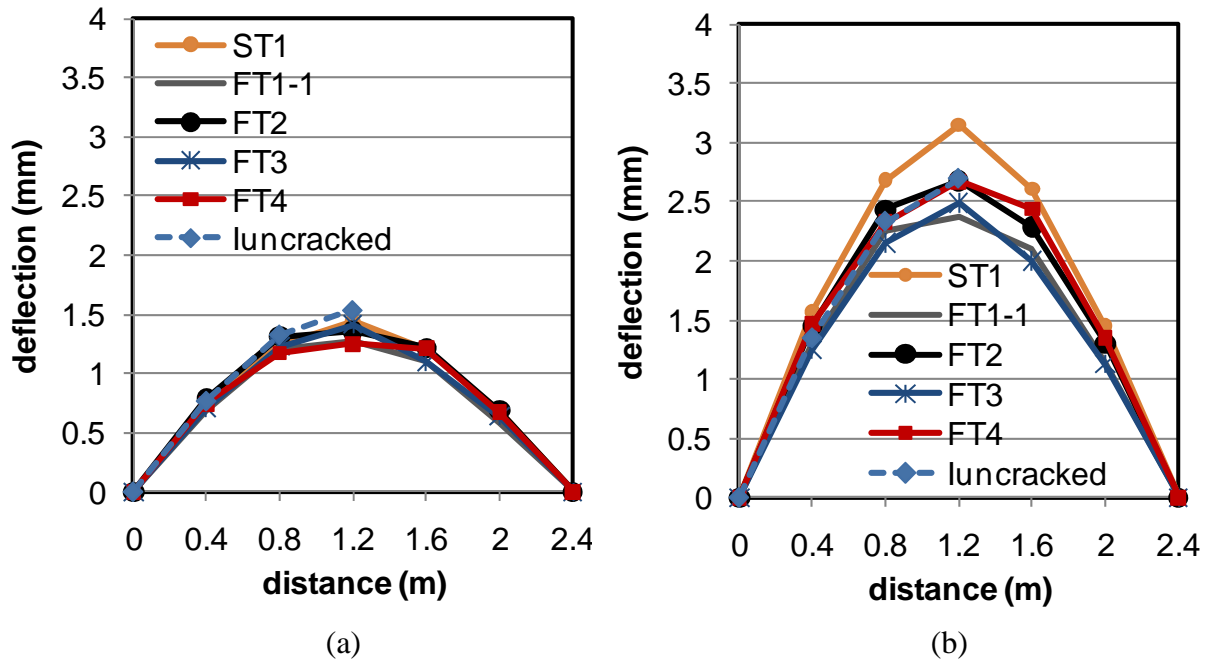 4
3.5
3
2.5
2
1.5
1
0.5
0
deflection (mm)
ST1
FT1-1
FT2
FT3
FT4
Iuncracked
0 0.4 0.8 1.2 1.6 2 2.4
distance (m)
(a)
4
3.5
3
2.5
2
1.5
1
0.5
0
deflection (mm)
ST1
FT1-1
FT2
FT3
FT4
Iuncracked
0 0.4 0.8 1.2 1.6 2 2.4
distance (m)
(b)